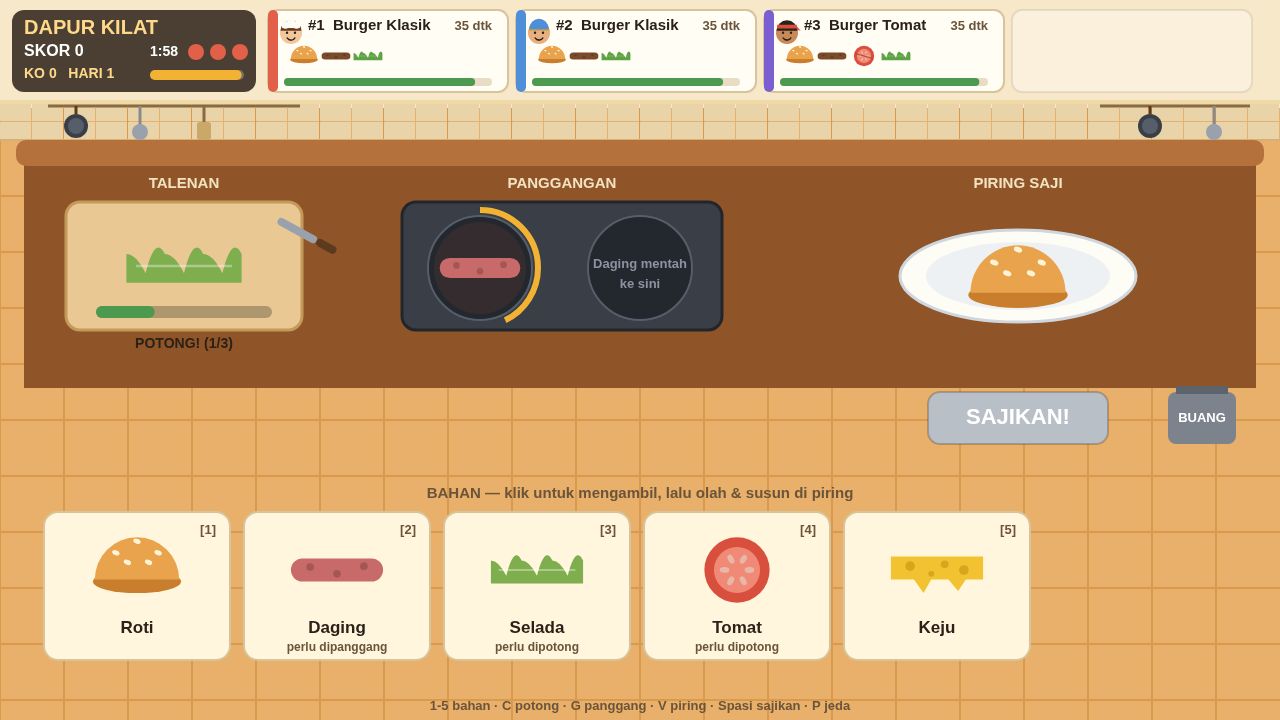 DAPUR KILAT
SKOR 0
1:58
KO 0 HARI 1
#1 Burger Klasik 35 dtk
#2 Burger Klasik 35 dtk
#3 Burger Tomat 35 dtk
TALENAN
PANGGANGAN
PIRING SAJI
Daging mentah
ke sini
POTONG! (1/3)
SAJIKAN!
BUANG
BAHAN — klik untuk mengambil, lalu olah & susun di piring
[1]
Roti
[2]
Daging
perlu dipanggang
[3]
Selada
perlu dipotong
[4]
Tomat
perlu dipotong
[5]
Keju
1-5 bahan · C potong · G panggang · V piring · Spasi sajikan · P jeda